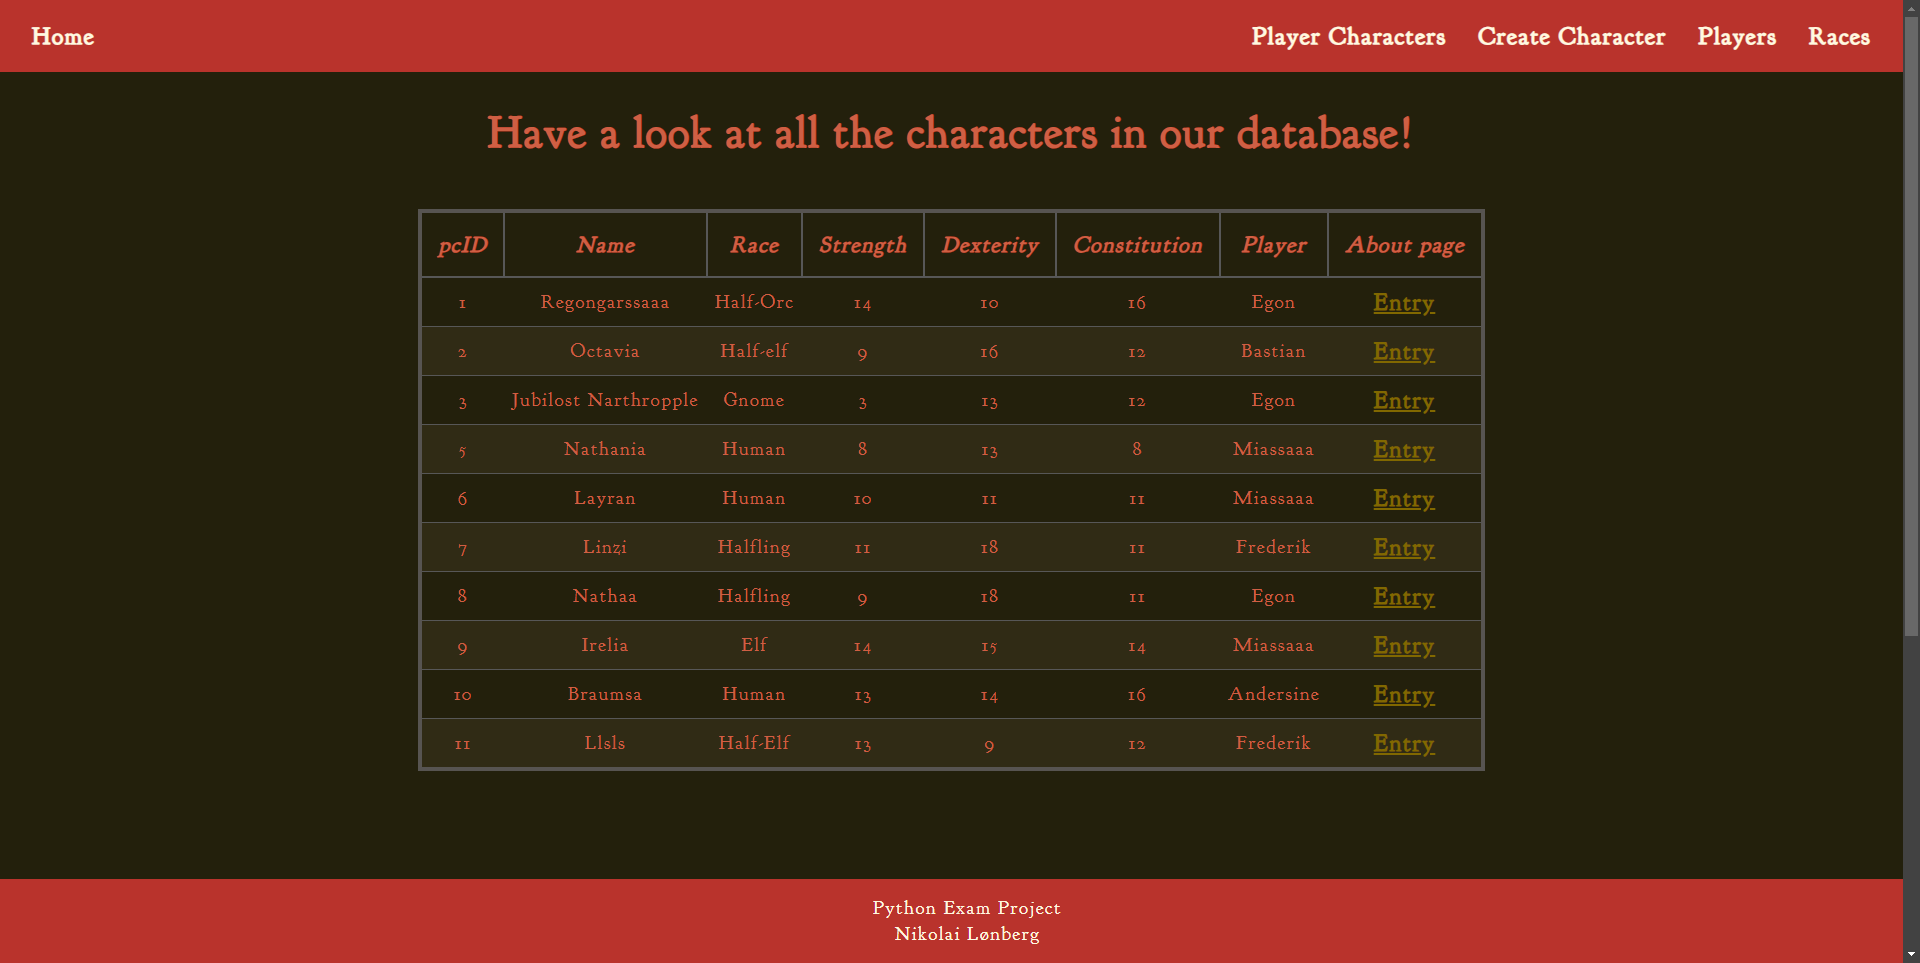 Home Player Characters Create Character Players Races
Have a look at all the characters in our database!
pcID Name Race Strength Dexterity Constitution Player About page
1 Regongarssaaa Half-Orc 14 10 16 Egon Entry
2 Octavia Half-elf 9 16 12 Bastian Entry
3 Jubilost Narthropple Gnome 3 13 12 Egon Entry
5 Nathania Human 8 13 8 Miassaaa Entry
6 Layran Human 10 11 11 Miassaaa Entry
7 Linzi Halfling 11 18 11 Frederik Entry
8 Nathaa Halfling 9 18 11 Egon Entry
9 Irelia Elf 14 15 14 Miassaaa Entry
10 Braumsa Human 13 14 16 Andersine Entry
11 Llsls Half-Elf 13 9 12 Frederik Entry
Python Exam Project
Nikolai Lønberg